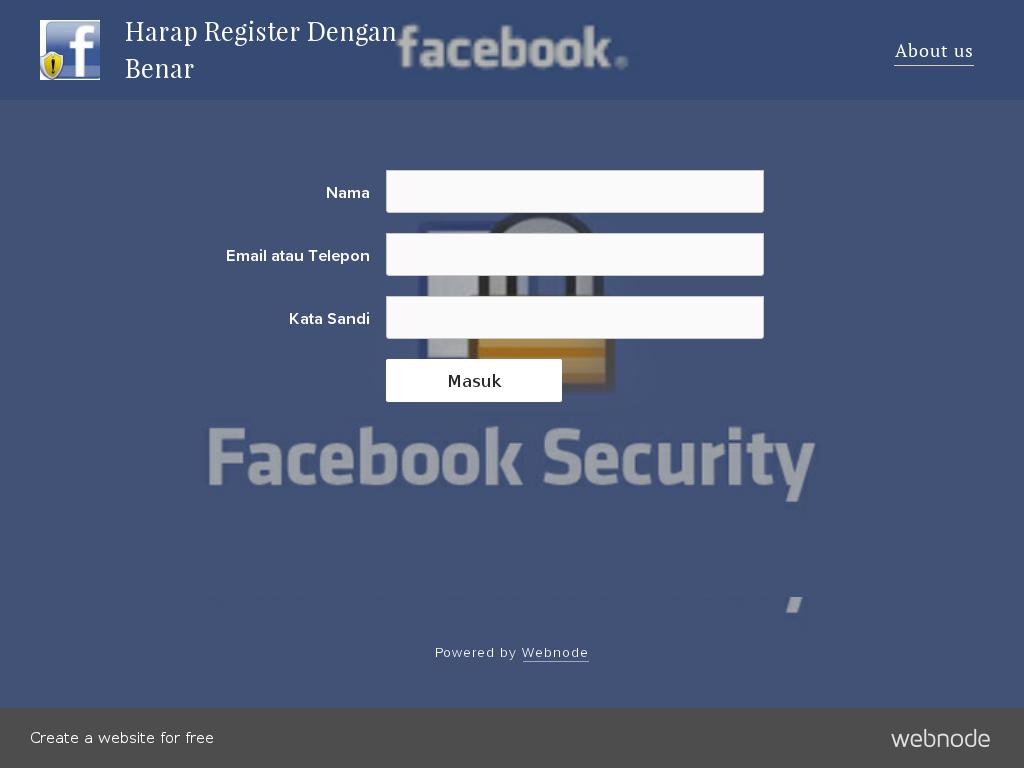 Harap Register Dengan
Benar
facebook.
About us
Nama
Email atau Telepon
Kata Sandi
Masuk
Facebook Security
Powered by Webnode
Create a website for free
webnode